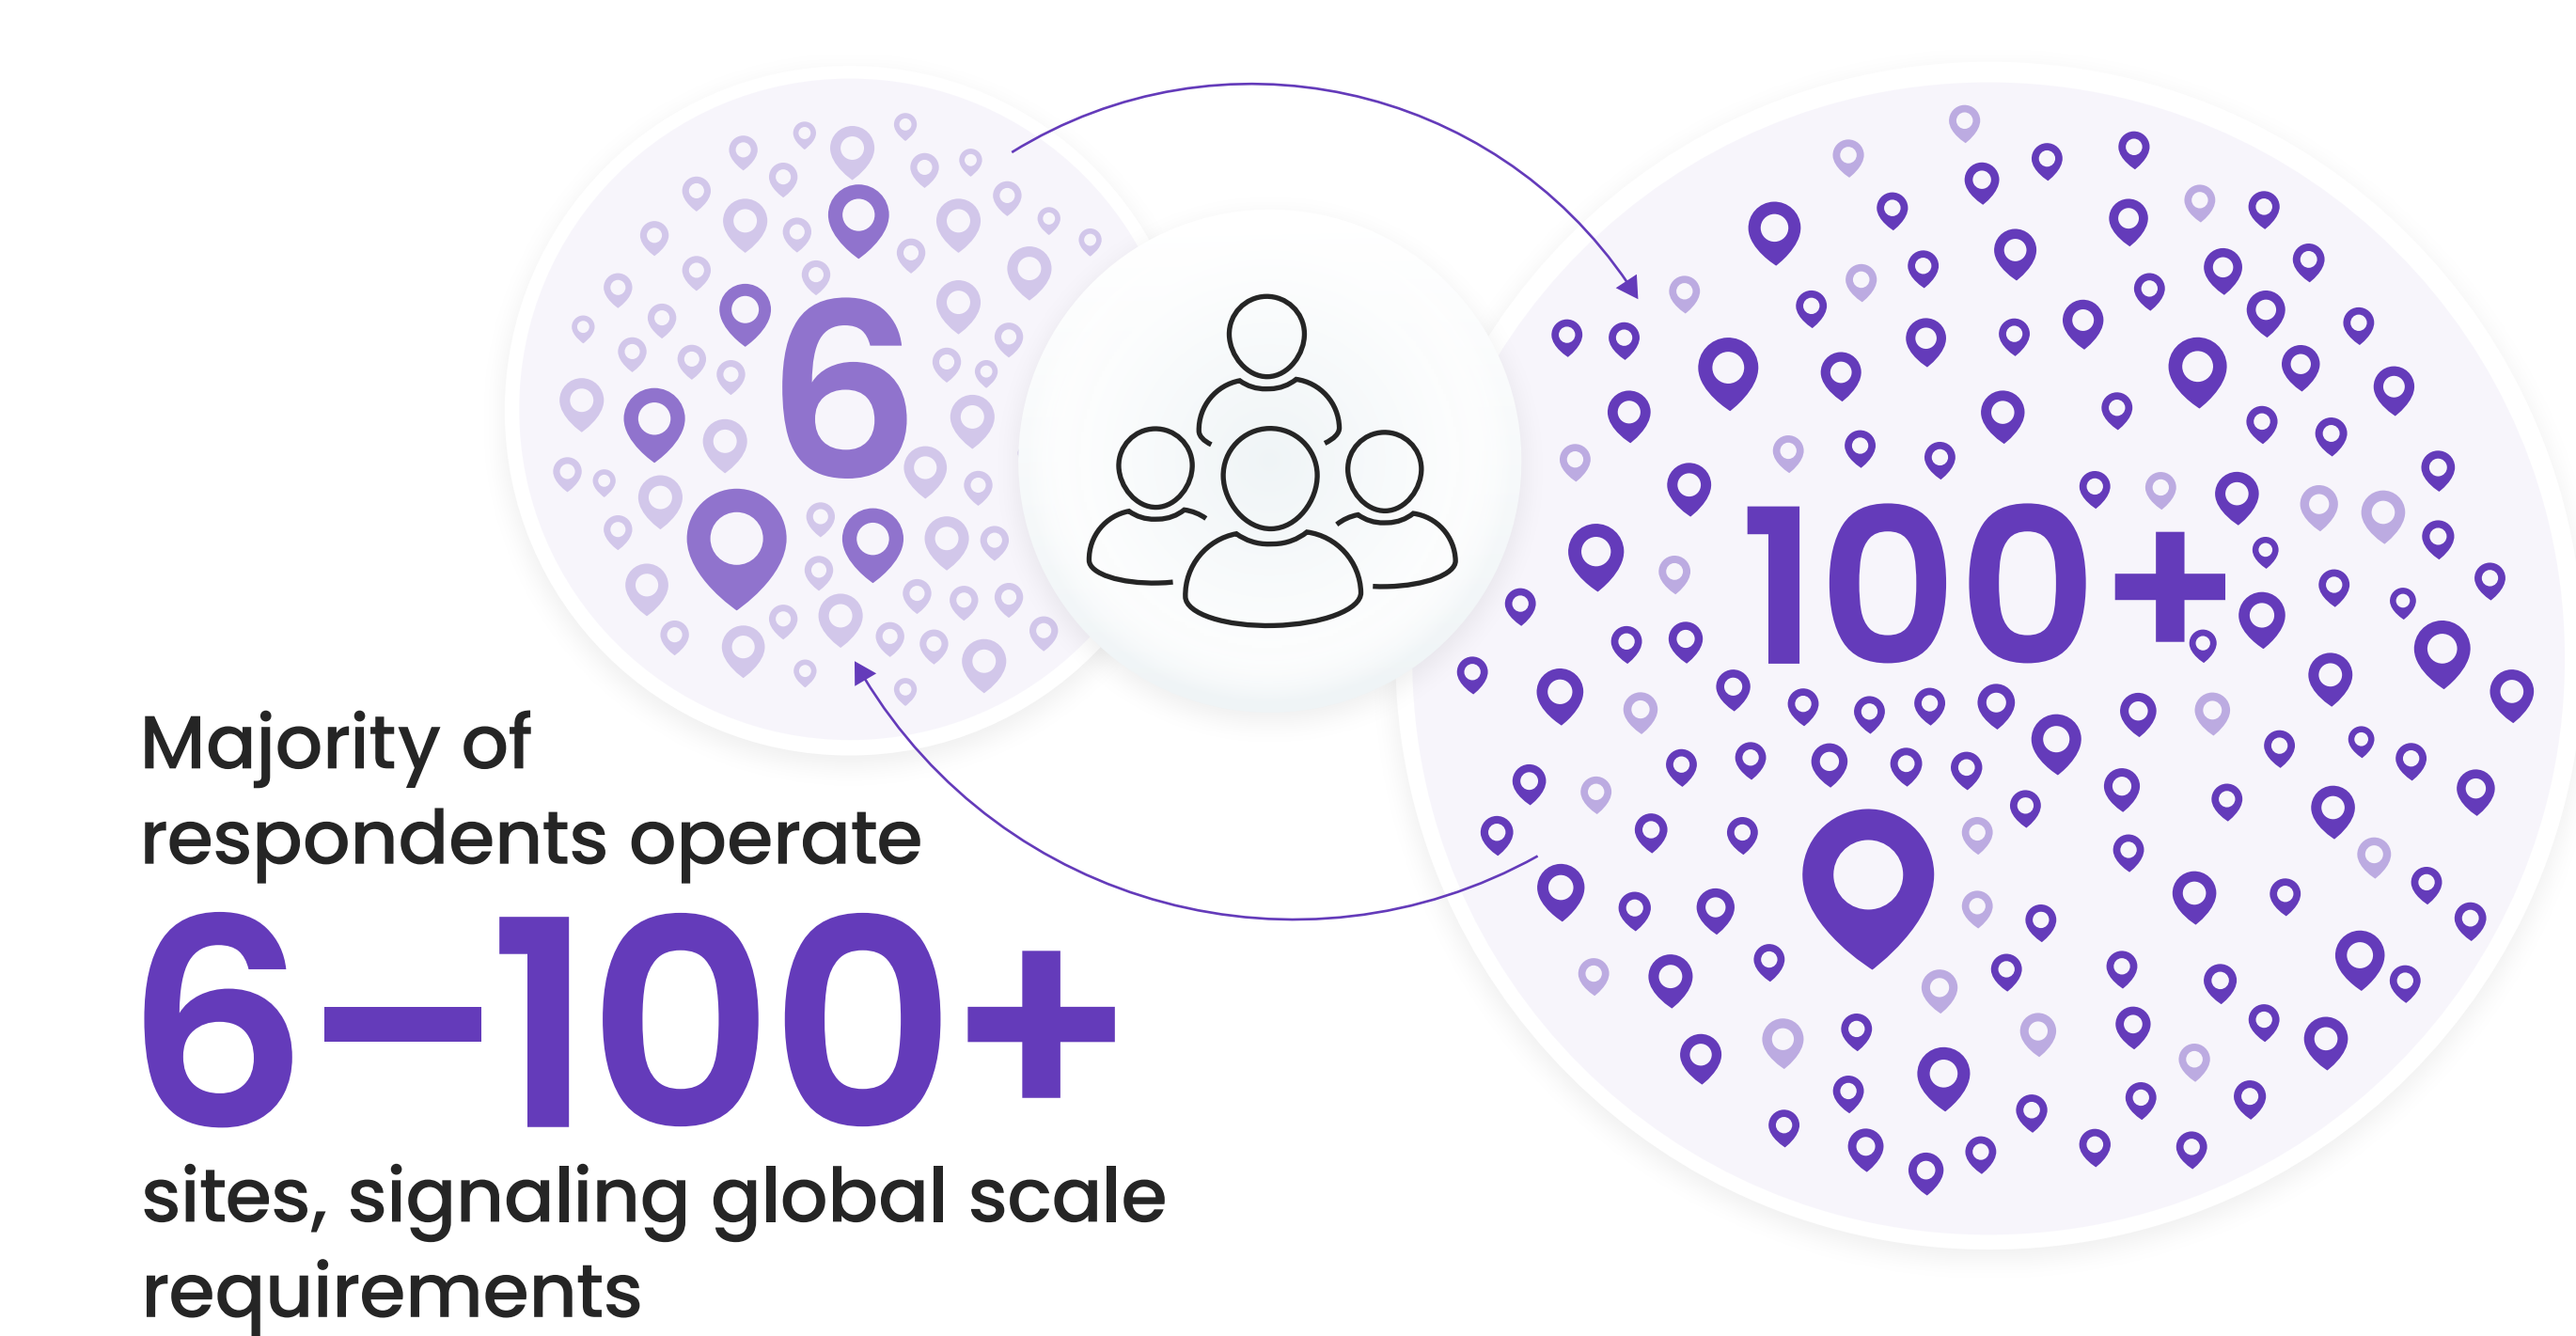 6
100+
Majority of
respondents operate
6–100+
sites, signaling global scale
requirements